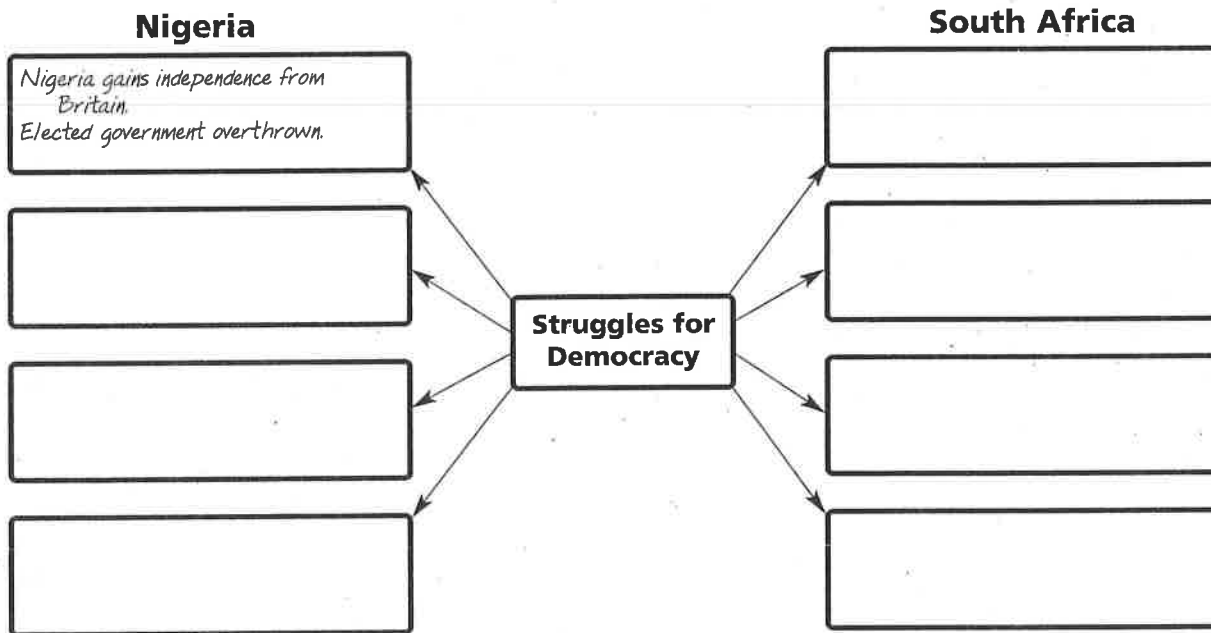 Nigeria
South Africa
Nigeria gains independence from
Britain.
Elected government overthrown.
Struggles for
Democracy